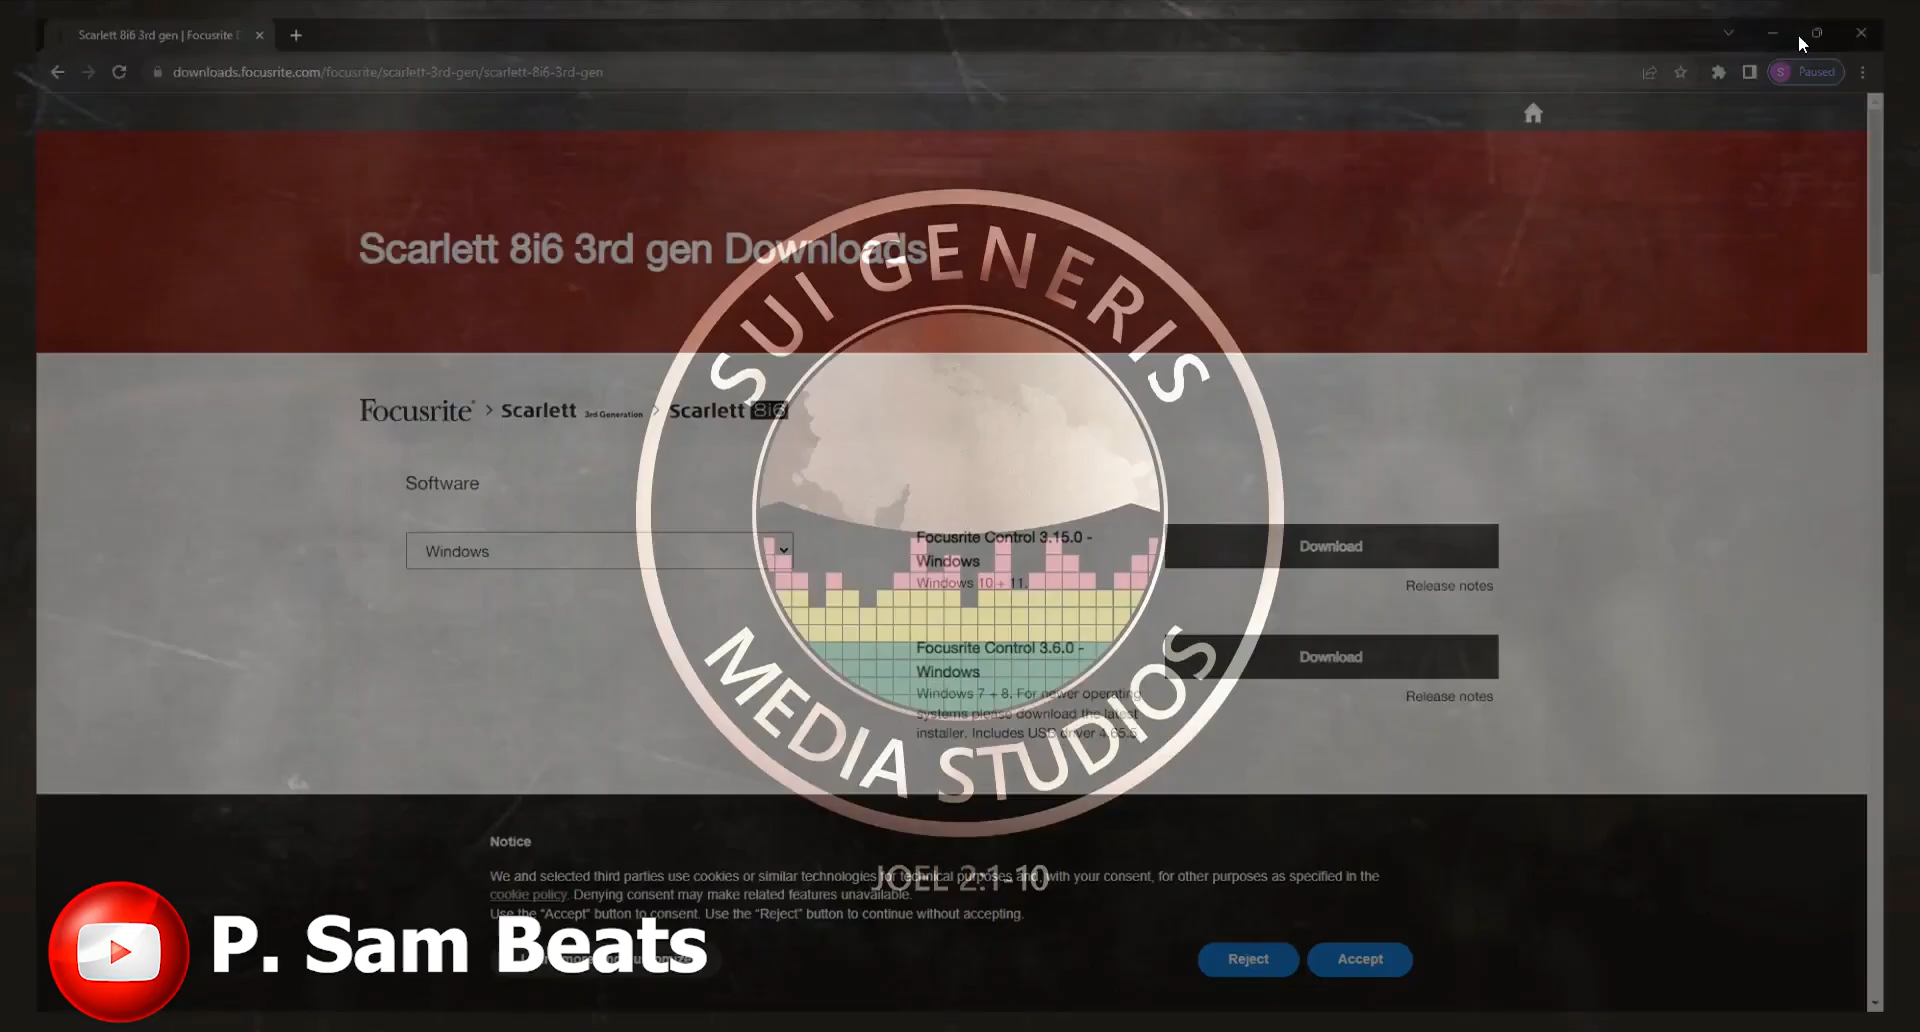 Scarlett 8i6 3rd gen | Focusrite
downloads.focusrite.com/focusrite/scarlett-3rd-gen/scarlett-8i6-3rd-gen
S Paused
Scarlett 8i6 3rd gen Downloads
SUI GENERIS
Focusrite > Scarlett 3rd Generation > Scarlett 8i6
Software
Windows
Focusrite Control 3.15.0 -
Windows
Windows 10 + 11.
Download
Release notes
Focusrite Control 3.6.0 -
Windows
Windows 7 + 8. For newer operating
systems please download the latest
installer. Includes USB driver 4.65.5
Download
Release notes
MEDIA STUDIOS
JOEL 2:1-10
Notice
We and selected third parties use cookies or similar technologies for technical purposes and, with your consent, for other purposes as specified in the
cookie policy. Denying consent may make related features unavailable.
Use the “Accept” button to consent. Use the “Reject” button to continue without accepting.
P. Sam Beats
Reject
Accept